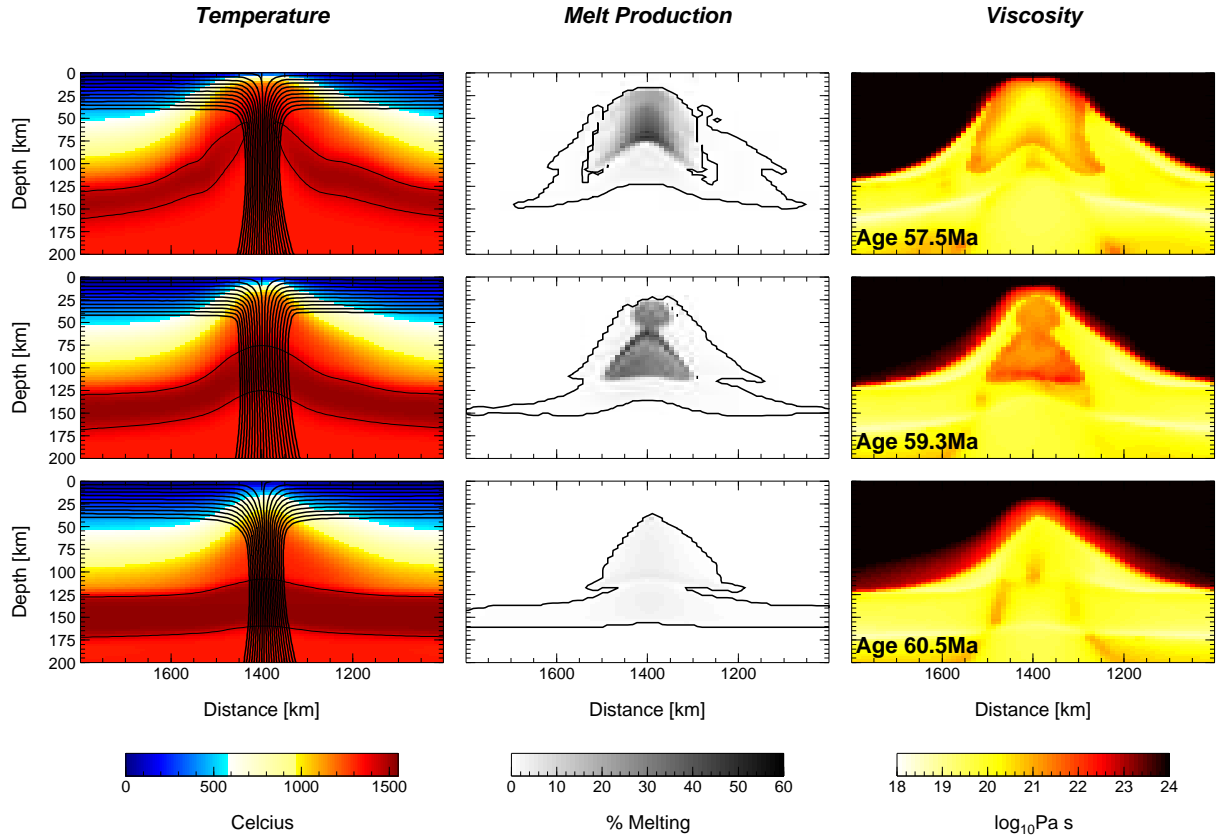 Temperature Melt Production Viscosity
0
25
50
75
100
125
150
175
200
Depth [km]
Age 57.5Ma
0
25
50
75
100
125
150
175
200
Depth [km]
Age 59.3Ma
0
25
50
75
100
125
150
175
200
Depth [km]
Age 60.5Ma
1600 1400 1200 1600 1400 1200 1600 1400 1200
Distance [km] Distance [km] Distance [km]
0 500 1000 1500 0 10 20 30 40 50 60 18 19 20 21 22 23 24
Celcius % Melting log₁₀Pa s